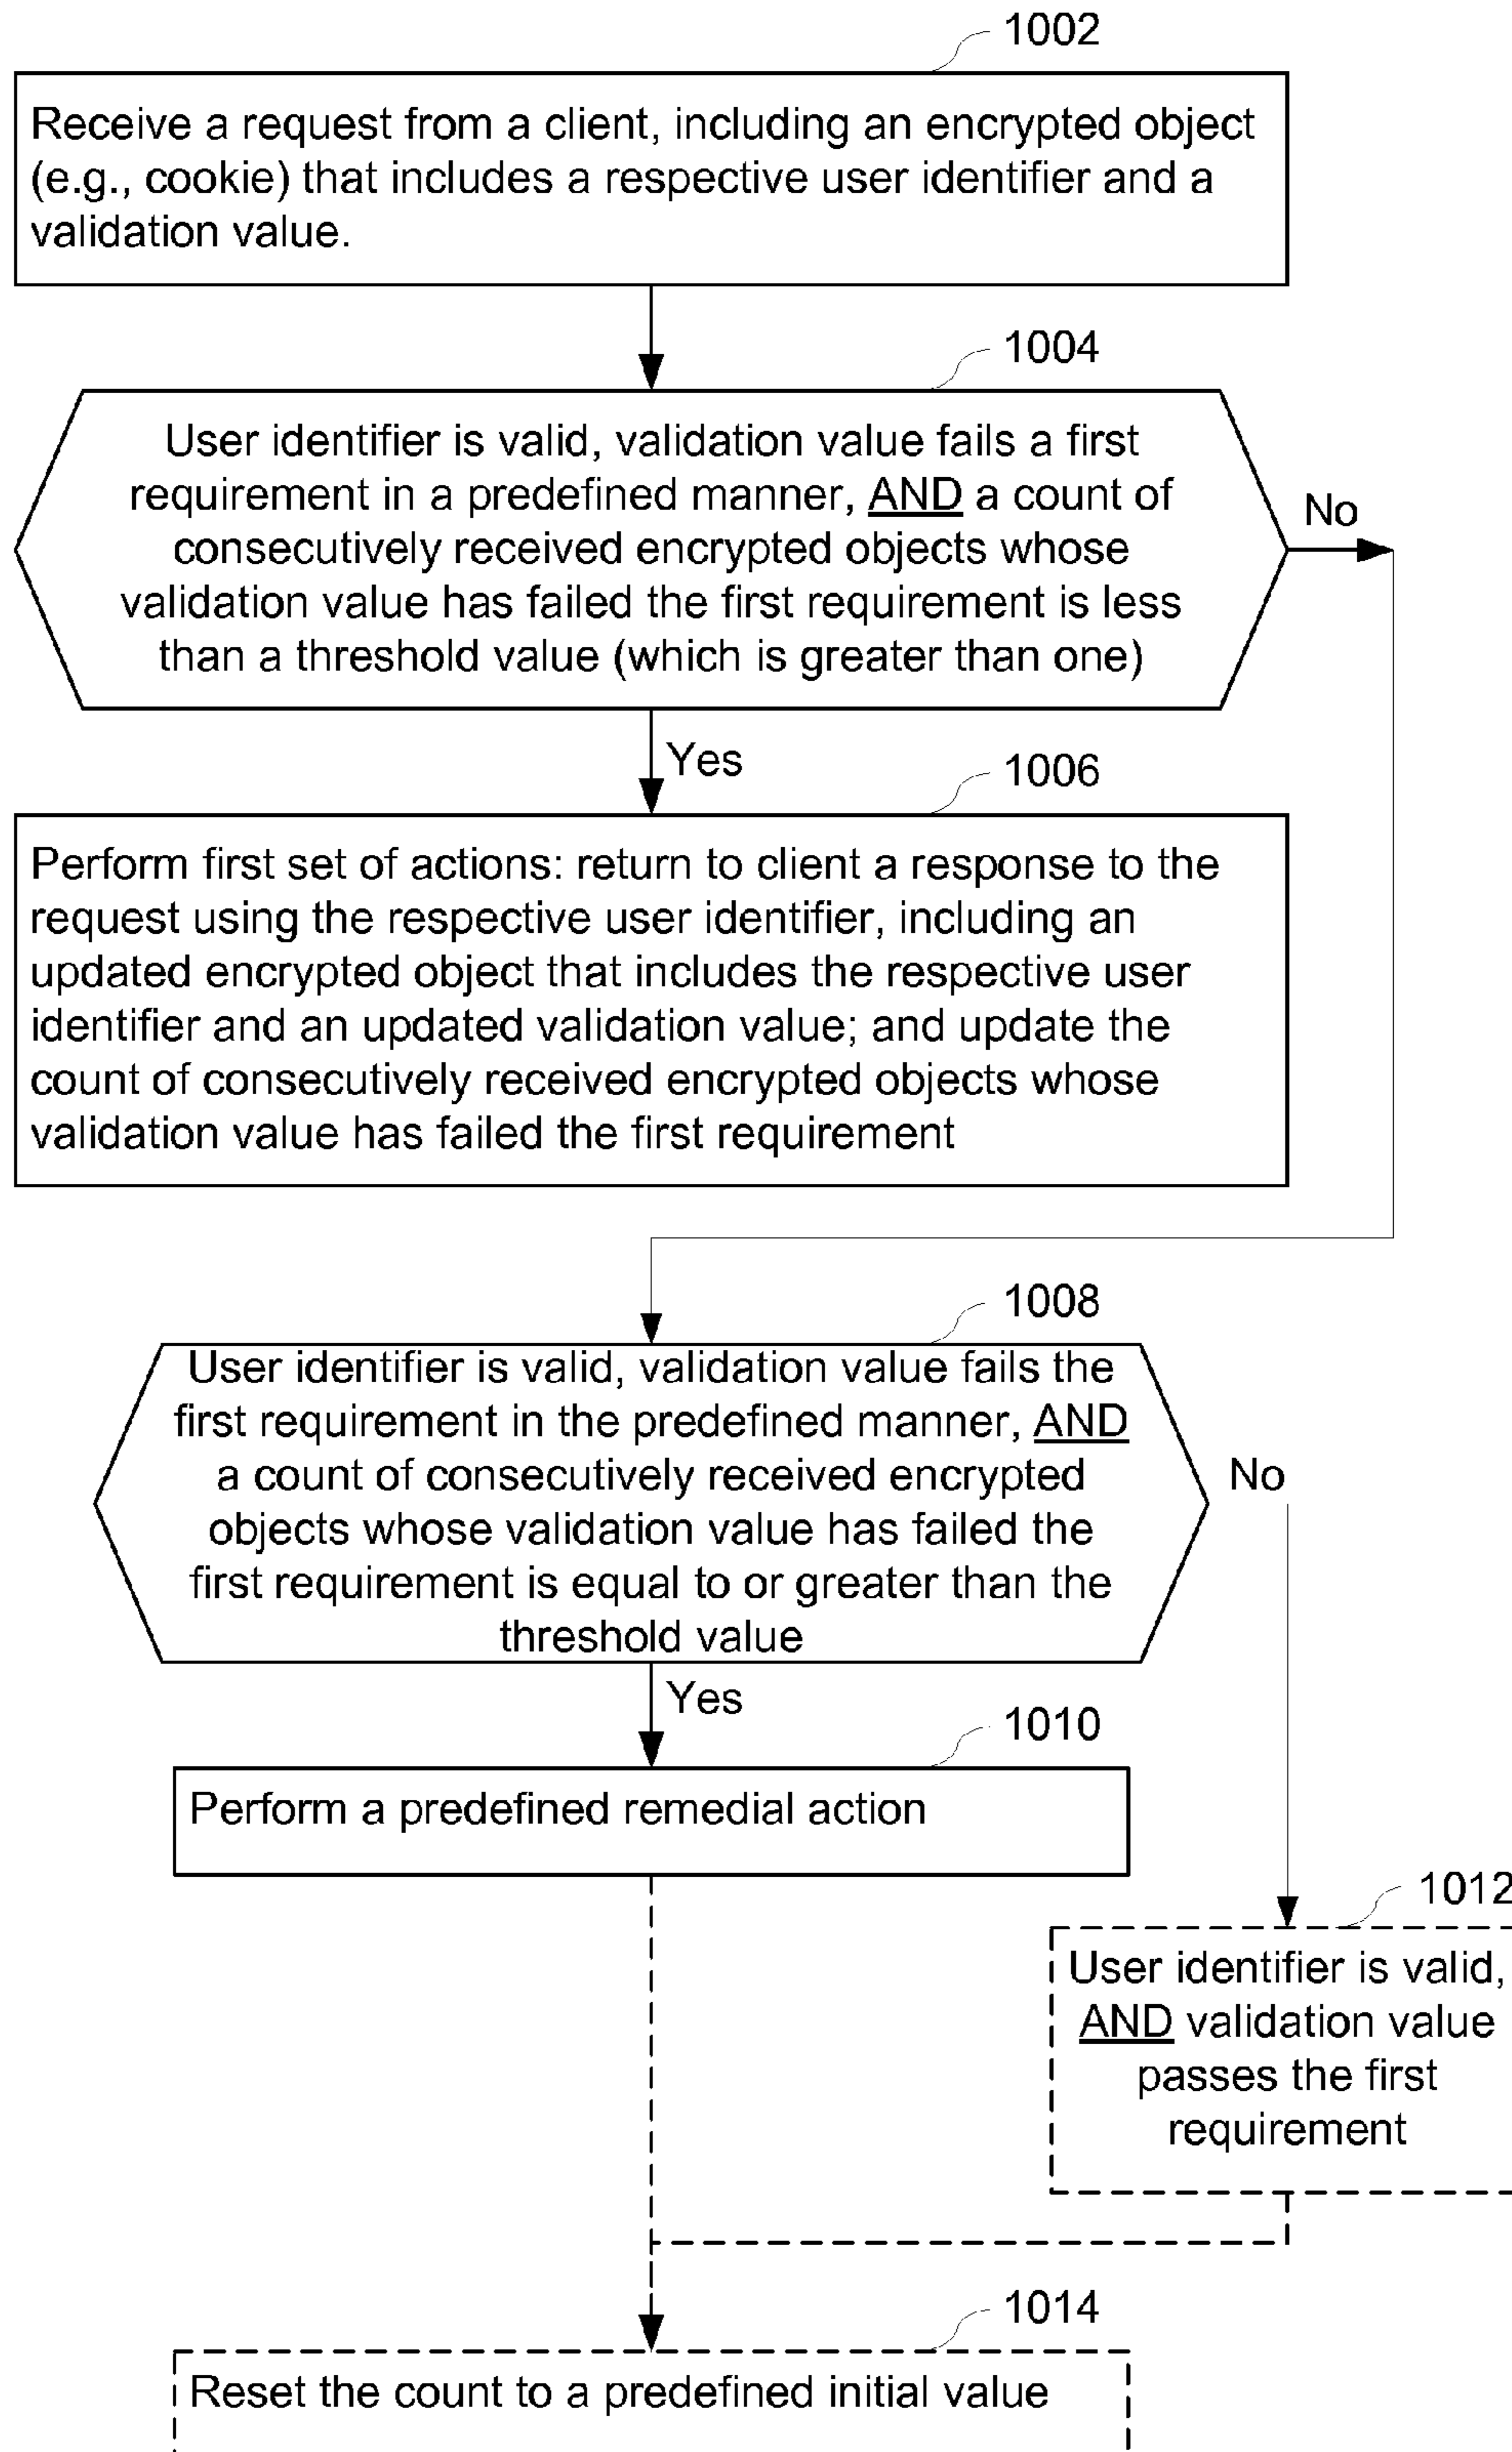 1002
Receive a request from a client, including an encrypted object
(e.g., cookie) that includes a respective user identifier and a
validation value.
1004
User identifier is valid, validation value fails a first
requirement in a predefined manner, AND a count of
consecutively received encrypted objects whose
validation value has failed the first requirement is less
than a threshold value (which is greater than one)
No
Yes
1006
Perform first set of actions: return to client a response to the
request using the respective user identifier, including an
updated encrypted object that includes the respective user
identifier and an updated validation value; and update the
count of consecutively received encrypted objects whose
validation value has failed the first requirement
1008
User identifier is valid, validation value fails the
first requirement in the predefined manner, AND
a count of consecutively received encrypted
objects whose validation value has failed the
first requirement is equal to or greater than the
threshold value
No
Yes
1010
Perform a predefined remedial action
1012
User identifier is valid,
AND validation value
passes the first
requirement
1014
Reset the count to a predefined initial value